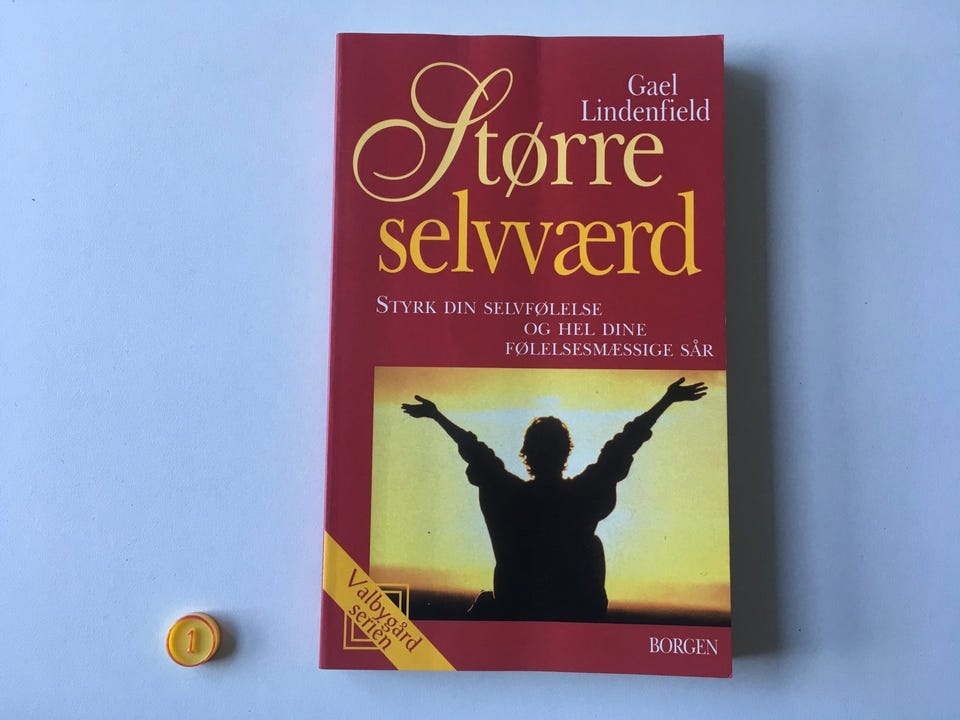 Gael
Lindenfield
Større
selvværd
STYRK DIN SELVFØLELSE
OG HEL DINE
FØLELSESMÆSSIGE SÅR
Valbygård
serien
BORGEN
1